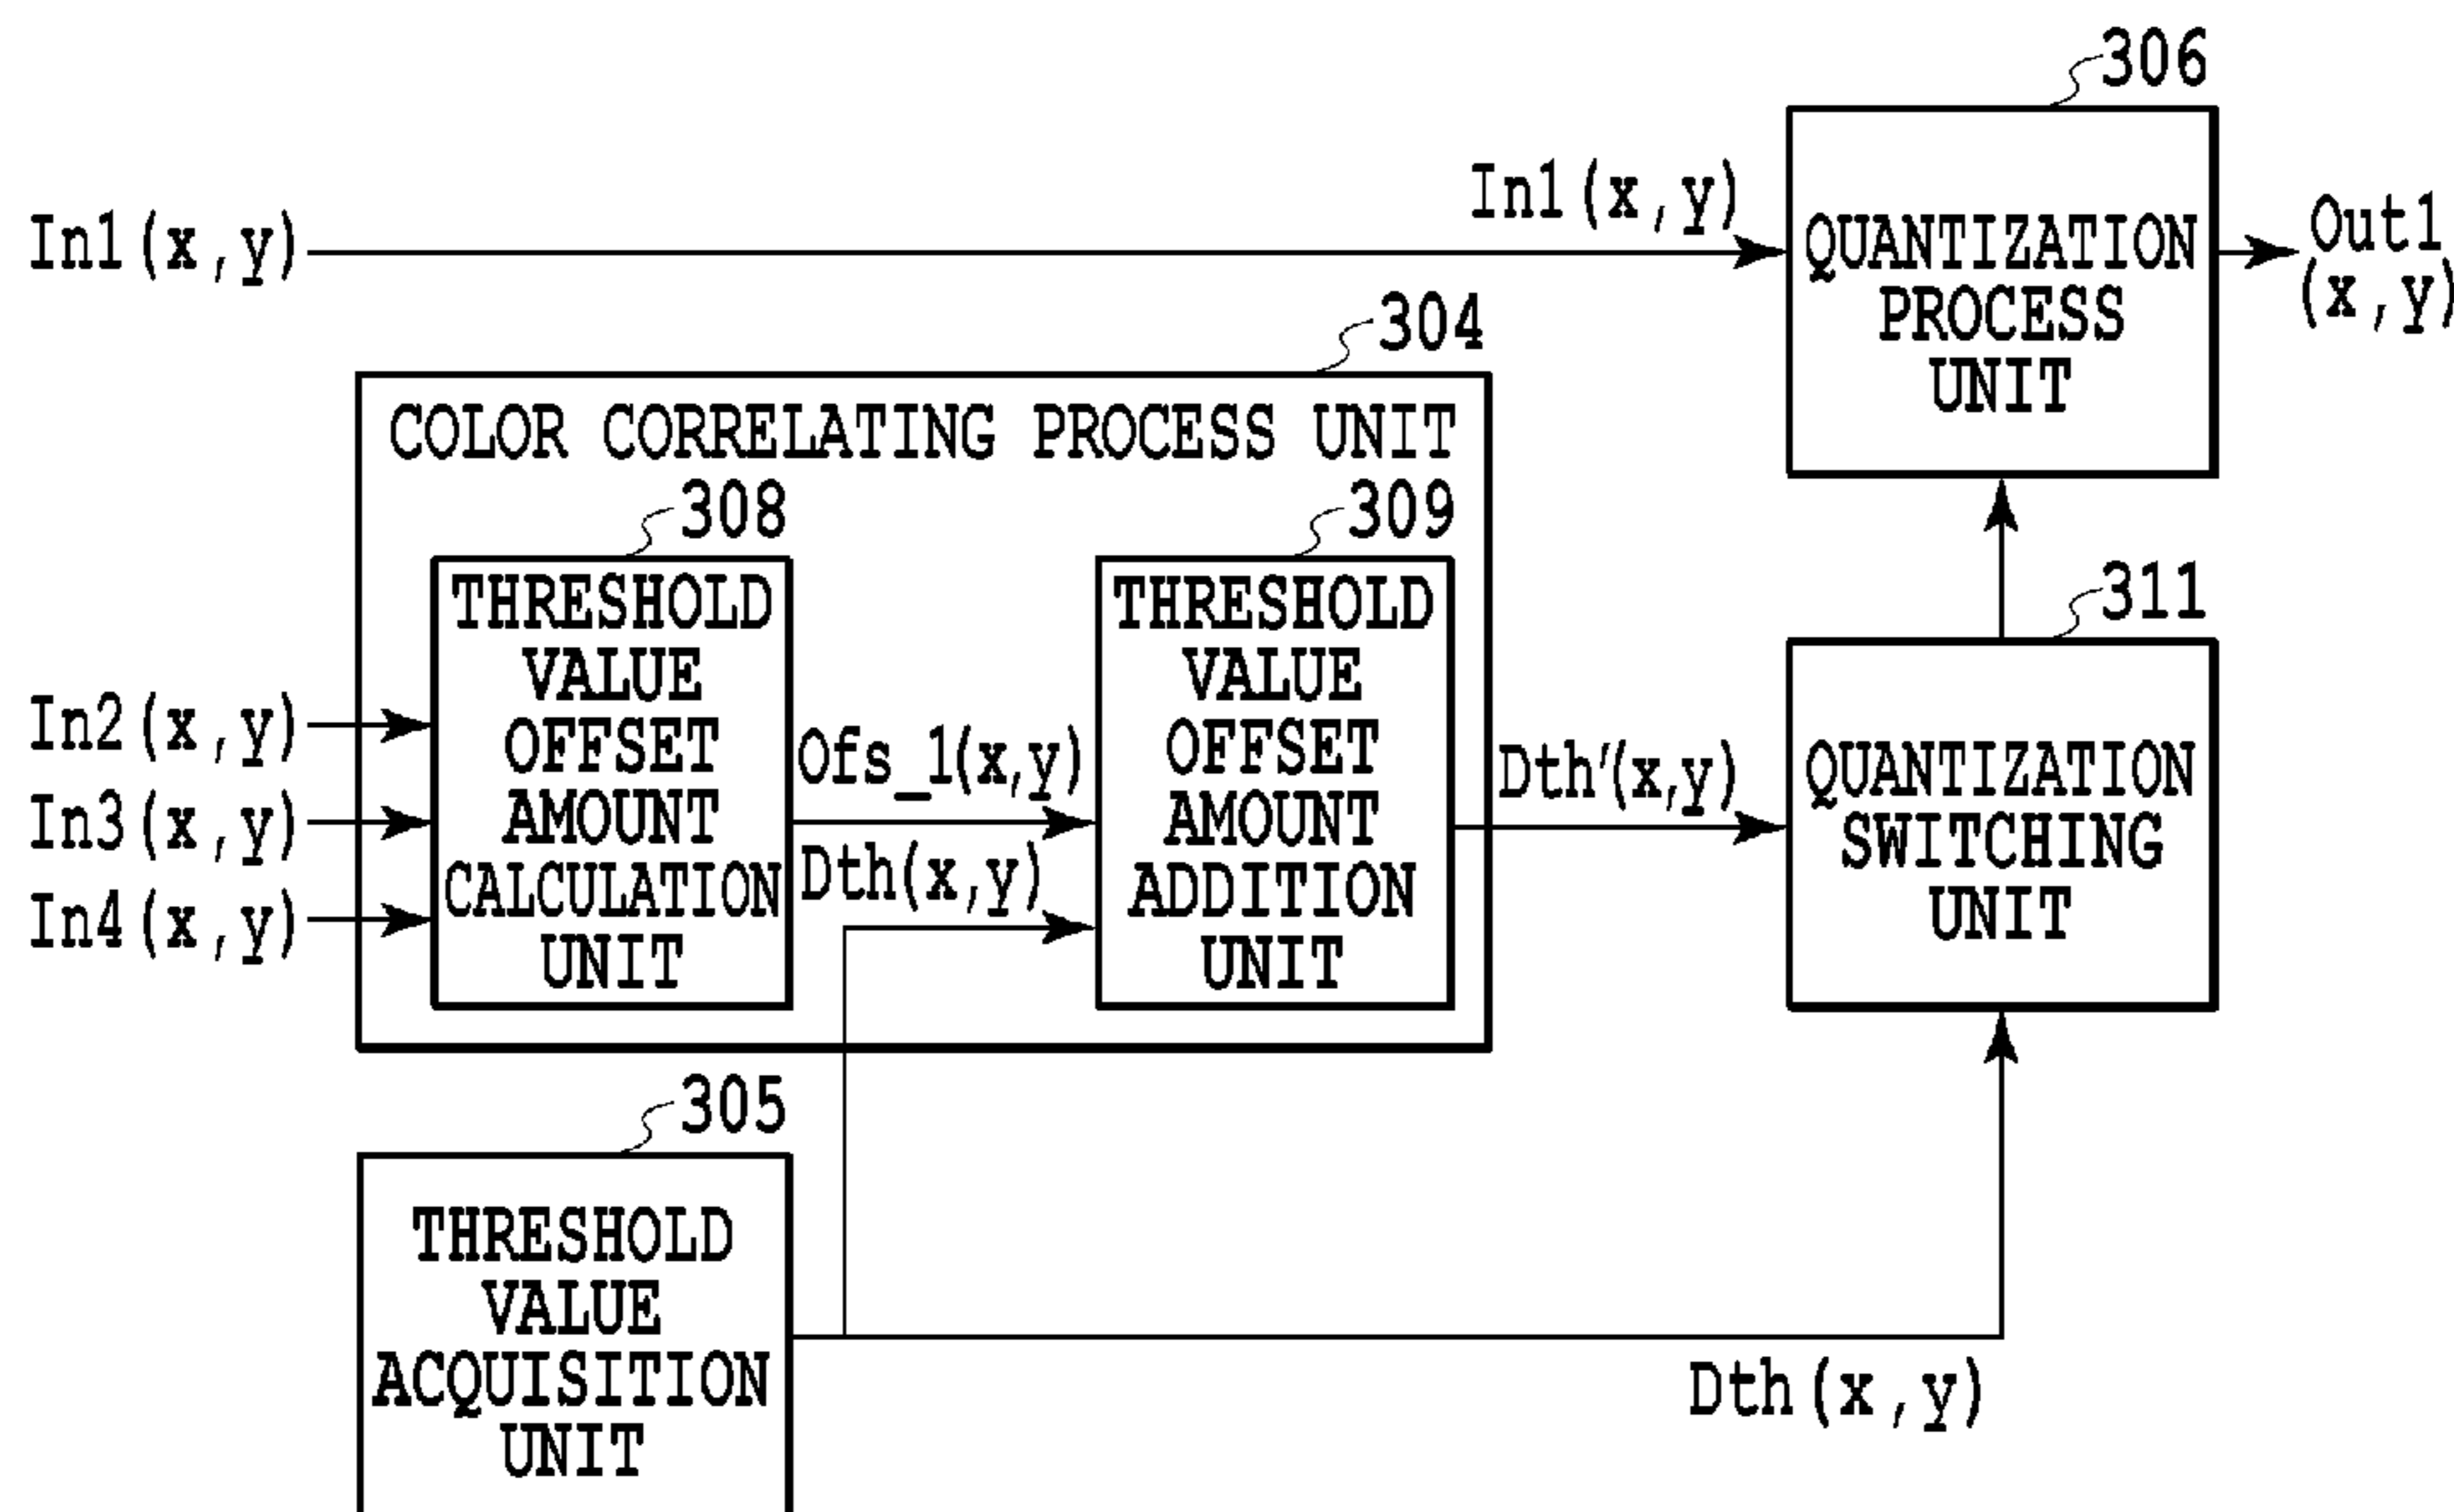 306
In1(x,y)
In1(x,y)
QUANTIZATION
PROCESS
UNIT
Out1
(x,y)
304
COLOR CORRELATING PROCESS UNIT
308
THRESHOLD
VALUE
OFFSET
AMOUNT
CALCULATION
UNIT
309
THRESHOLD
VALUE
OFFSET
AMOUNT
ADDITION
UNIT
311
QUANTIZATION
SWITCHING
UNIT
In2(x,y)
In3(x,y)
In4(x,y)
Ofs_1(x,y)
Dth(x,y)
Dth'(x,y)
305
THRESHOLD
VALUE
ACQUISITION
UNIT
Dth(x,y)